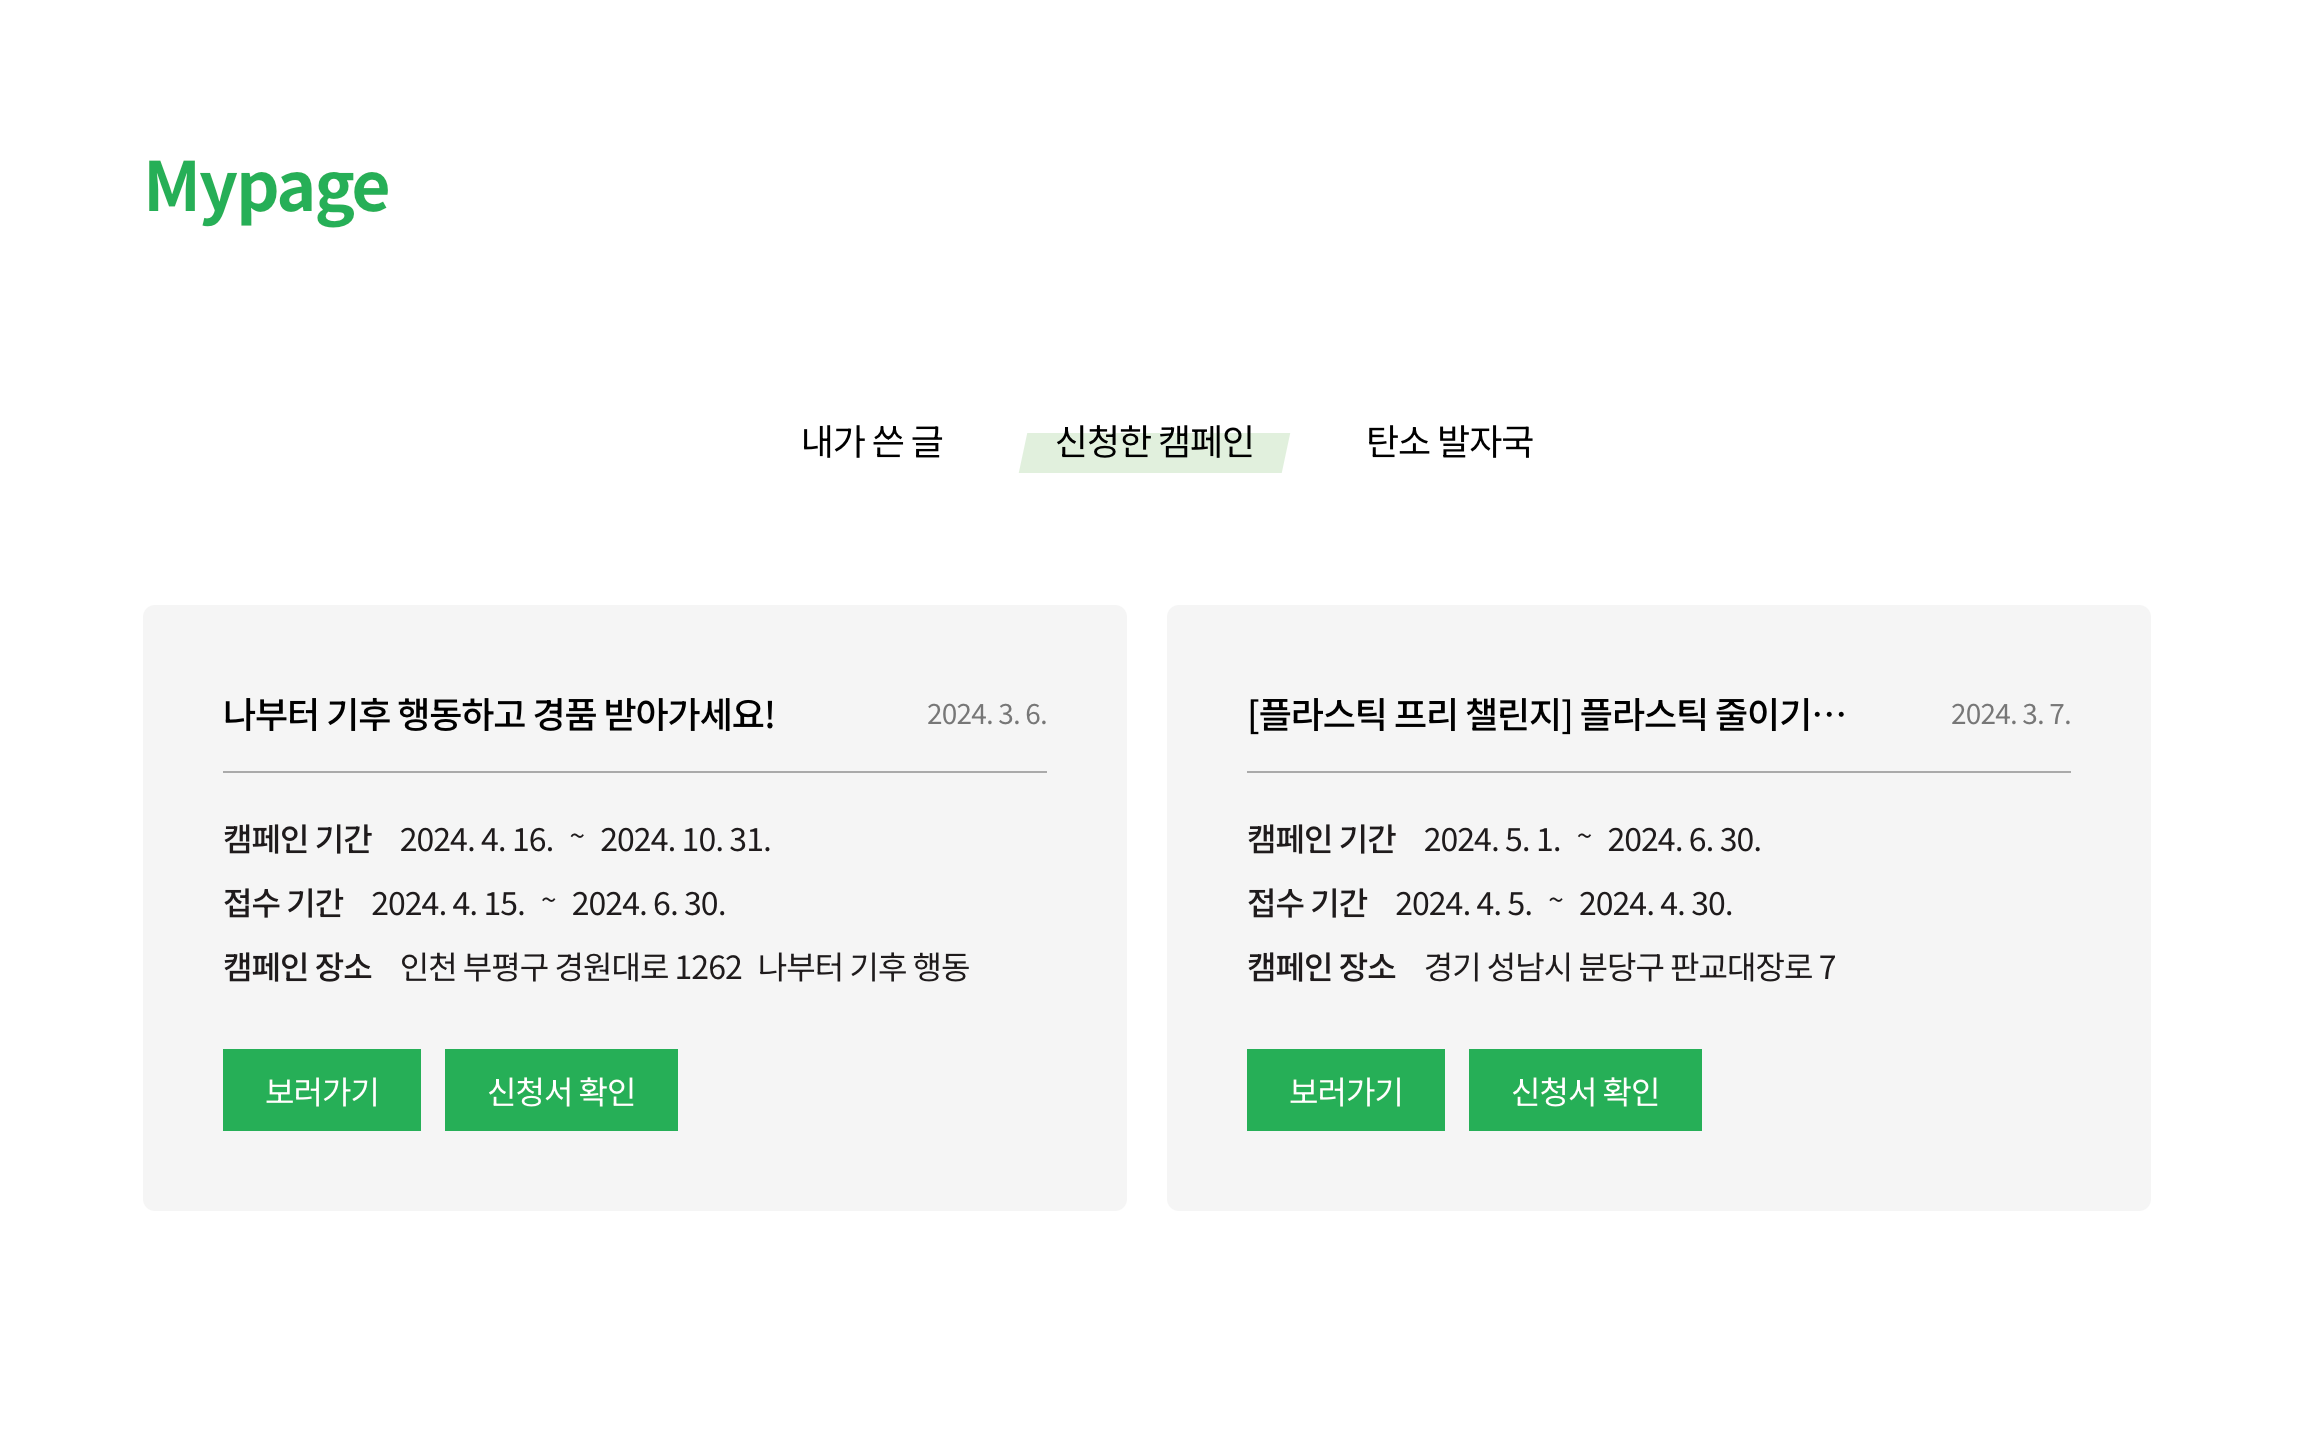 Mypage
내가 쓴 글 신청한 캠페인 탄소 발자국
나부터 기후 행동하고 경품 받아가세요! 2024. 3. 6.
캠페인 기간 2024. 4. 16. ~ 2024. 10. 31.
접수 기간 2024. 4. 15. ~ 2024. 6. 30.
캠페인 장소 인천 부평구 경원대로 1262 나부터 기후 행동
보러가기 신청서 확인
[플라스틱 프리 챌린지] 플라스틱 줄이기… 2024. 3. 7.
캠페인 기간 2024. 5. 1. ~ 2024. 6. 30.
접수 기간 2024. 4. 5. ~ 2024. 4. 30.
캠페인 장소 경기 성남시 분당구 판교대장로 7
보러가기 신청서 확인